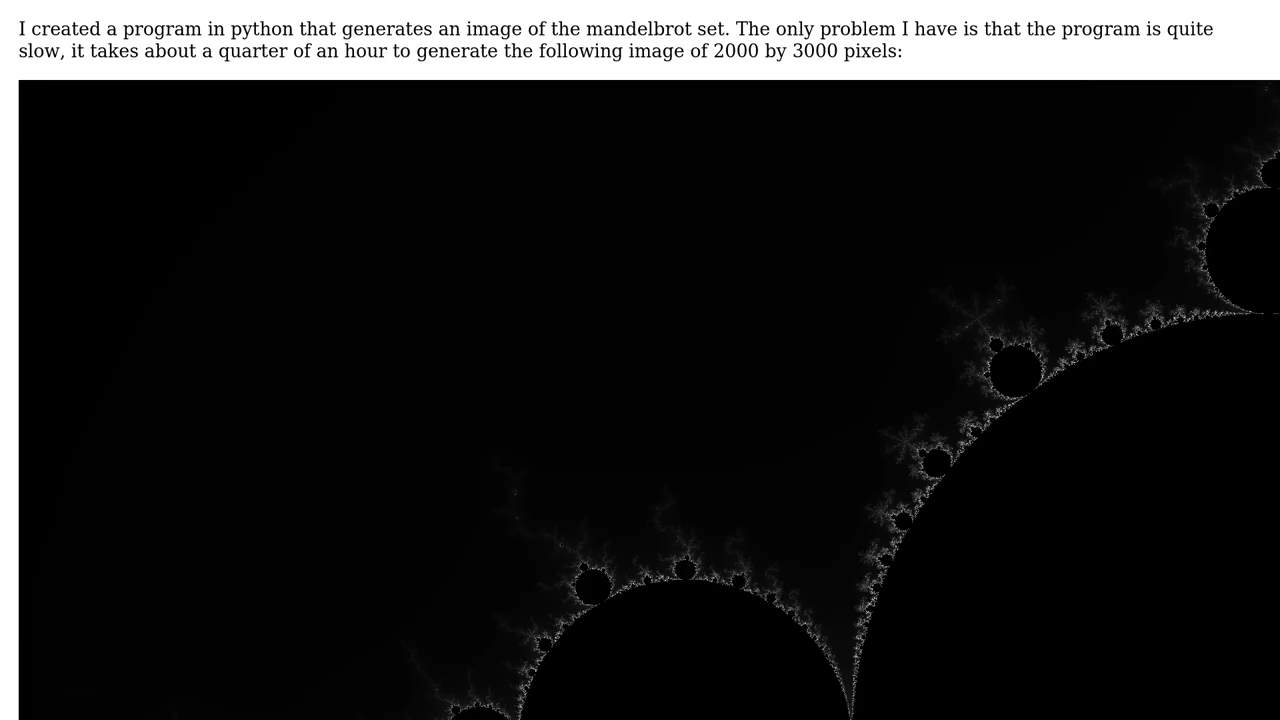 I created a program in python that generates an image of the mandelbrot set. The only problem I have is that the program is quite
slow, it takes about a quarter of an hour to generate the following image of 2000 by 3000 pixels: